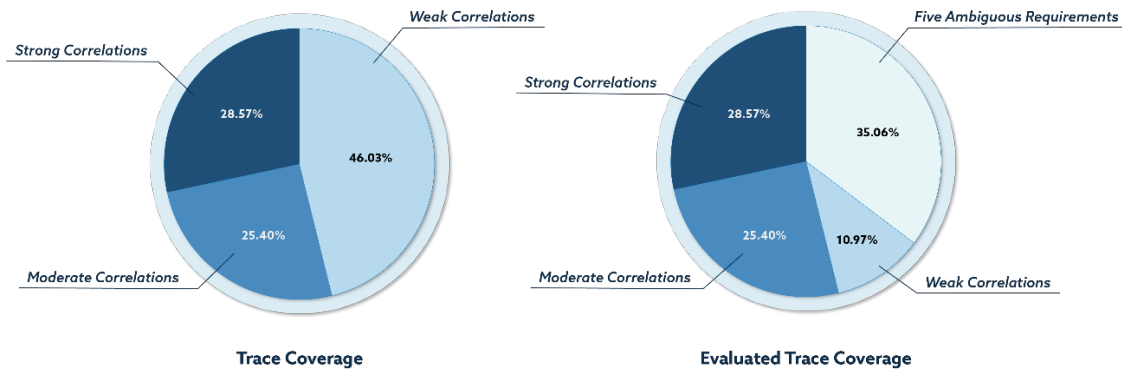 Weak Correlations
Strong Correlations
28.57%
46.03%
25.40%
Moderate Correlations
Trace Coverage
Five Ambiguous Requirements
Strong Correlations
28.57%
35.06%
25.40%
10.97%
Moderate Correlations
Weak Correlations
Evaluated Trace Coverage